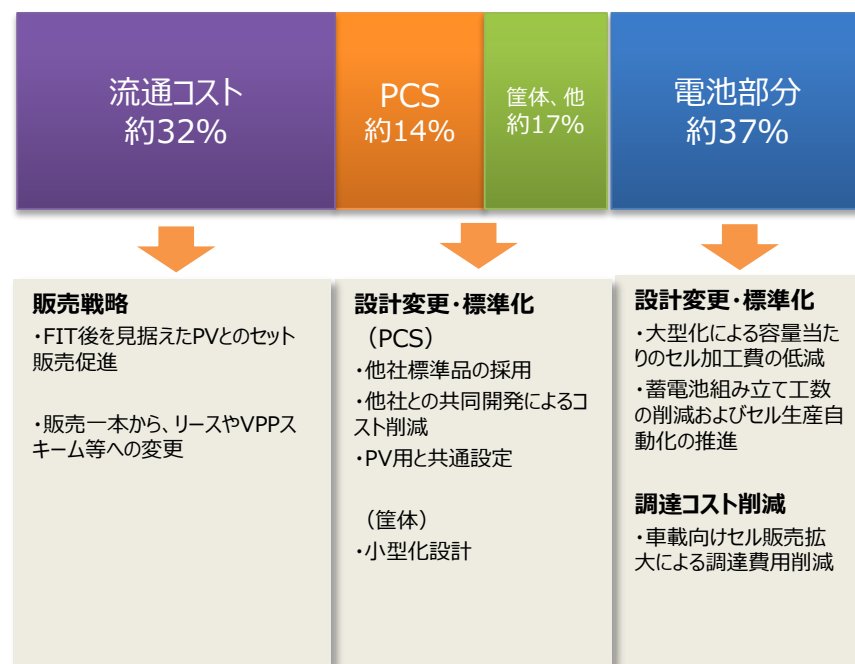 流通コスト
約32%
PCS
約14%
筐体、他
約17%
電池部分
約37%
販売戦略
・FIT後を見据えたPVとのセット
販売促進
・販売一本から、リースやVPPス
キーム等への変更
設計変更・標準化
（PCS）
・他社標準品の採用
・他社との共同開発によるコ
スト削減
・PV用と共通設定
（筐体）
・小型化設計
設計変更・標準化
・大型化による容量当た
りのセル加工費の低減
・蓄電池組み立て工数
の削減およびセル生産自
動化の推進
調達コスト削減
・車載向けセル販売拡
大による調達費用削減